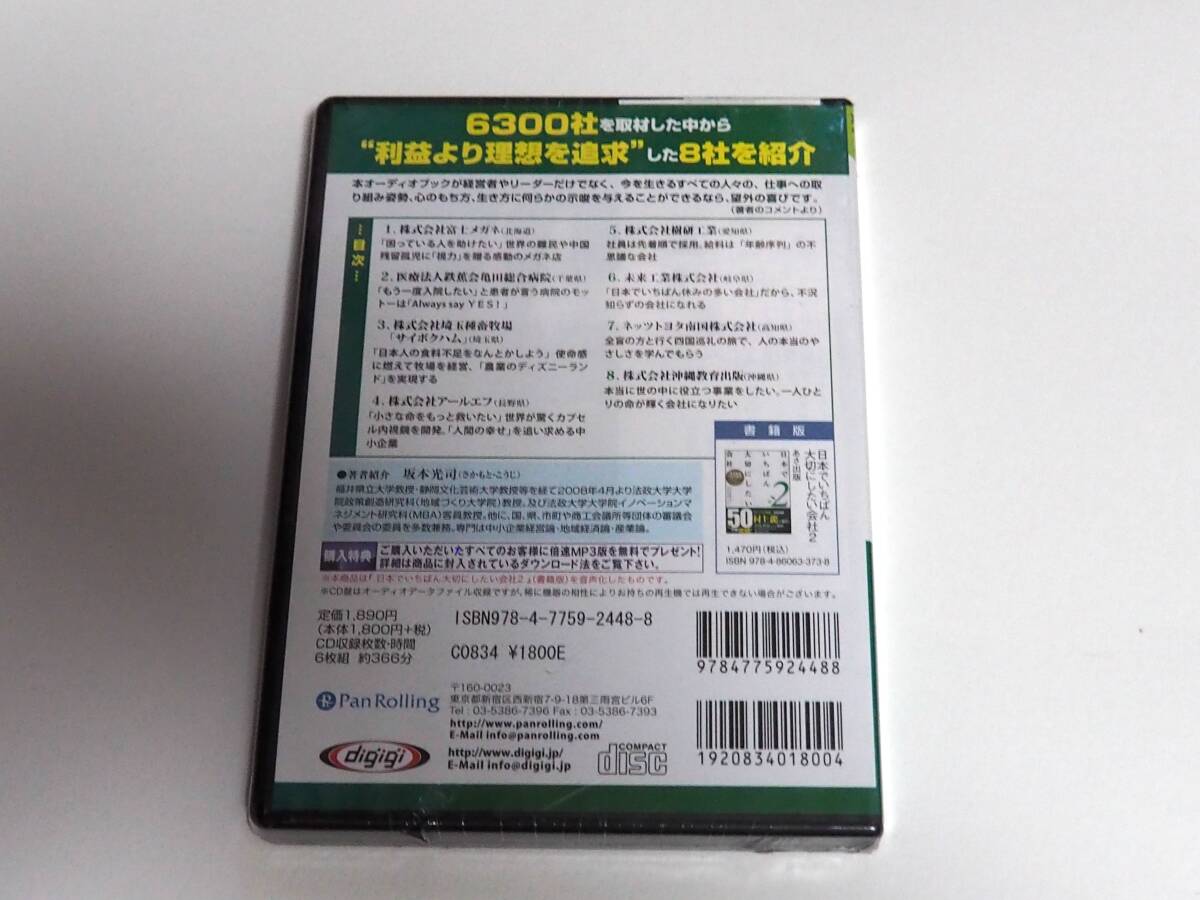 6300社を取材した中から
“利益より理想を追求”した8社を紹介
本オーディオブックが経営者やリーダーだけでなく、今を生きるすべての人々の、仕事への取
り組み姿勢、心のもち方、生き方に何らかの示唆を与えることができるなら、望外の喜びです。
(著者のコメントより)
目次
1. 株式会社富士メガネ(北海道)
「困っている人を助けたい」世界の難民や中国
残留孤児に「視力」を贈る感動のメガネ店
2. 医療法人鉄蕉会亀田総合病院(千葉県)
「もう一度入院したい」と患者が言う病院のモッ
トーは「Always say YES!」
3. 株式会社埼玉種畜牧場
「サイボクハム」(埼玉県)
「日本人の食料不足をなんとかしよう」使命感
に燃えて牧場を経営、「農業のディズニーラン
ド」を実現する
4. 株式会社アールエフ(長野県)
「小さな命をもっと救いたい」世界が驚くカプセ
ル内視鏡を開発。「人間の幸せ」を追い求める中
小企業
5. 株式会社樹研工業(愛知県)
社員は先着順で採用。給料は「年齢序列」の不
思議な会社
6. 未来工業株式会社(岐阜県)
「日本でいちばん休みの多い会社」だから、不況
知らずの会社になれる
7. ネッツトヨタ南国株式会社(高知県)
全盲の方と行く四国巡礼の旅で、人の本当のや
さしさを学んでもらう
8. 株式会社沖縄教育出版(沖縄県)
本当に世の中に役立つ事業をしたい。一人ひと
りの命が輝く会社になりたい
書籍版
日本でいちばん
大切にしたい会社2
あさ出版
日本で
いちばん
大切にしたい
会社
2
50
1,470円(税込)
ISBN 978-4-86063-373-8
●著者紹介 坂本光司(さかもと・こうじ)
福井県立大学教授・静岡文化芸術大学教授等を経て2008年4月より法政大学大学
院政策創造研究科(地域づくり大学院)教授。及び法政大学大学院イノベーションマ
ネジメント研究科(MBA)客員教授。他に、国、県、市町や商工会議所等団体の審議会
や委員会の委員を多数兼務。専門は中小企業経営論・地域経済論・産業論。
購入特典
ご購入いただいたすべてのお客様に倍速MP3版を無料でプレゼント!
詳細は商品に封入されているダウンロード法をご覧下さい。
※本商品は「日本でいちばん大切にしたい会社2」(書籍版)を音声化したものです。
※CD盤はオーディオデータファイル収録ですが、稀に機器の相性によりお持ちの再生機では再生できない場合がございます。
定価1,890円
(本体1,800円+税)
CD収録枚数・時間
6枚組 約366分
ISBN978-4-7759-2448-8
C0834 ¥1800E
9784775924488
PanRolling
〒160-0023
東京都新宿区西新宿7-9-18第三雨宮ビル6F
Tel : 03-5386-7396 Fax : 03-5386-7393
http://www.panrolling.com/
E-Mail info@panrolling.com
digigi
http://www.digigi.jp/
E-Mail info@digigi.jp
COMPACT
disc
1920834018004